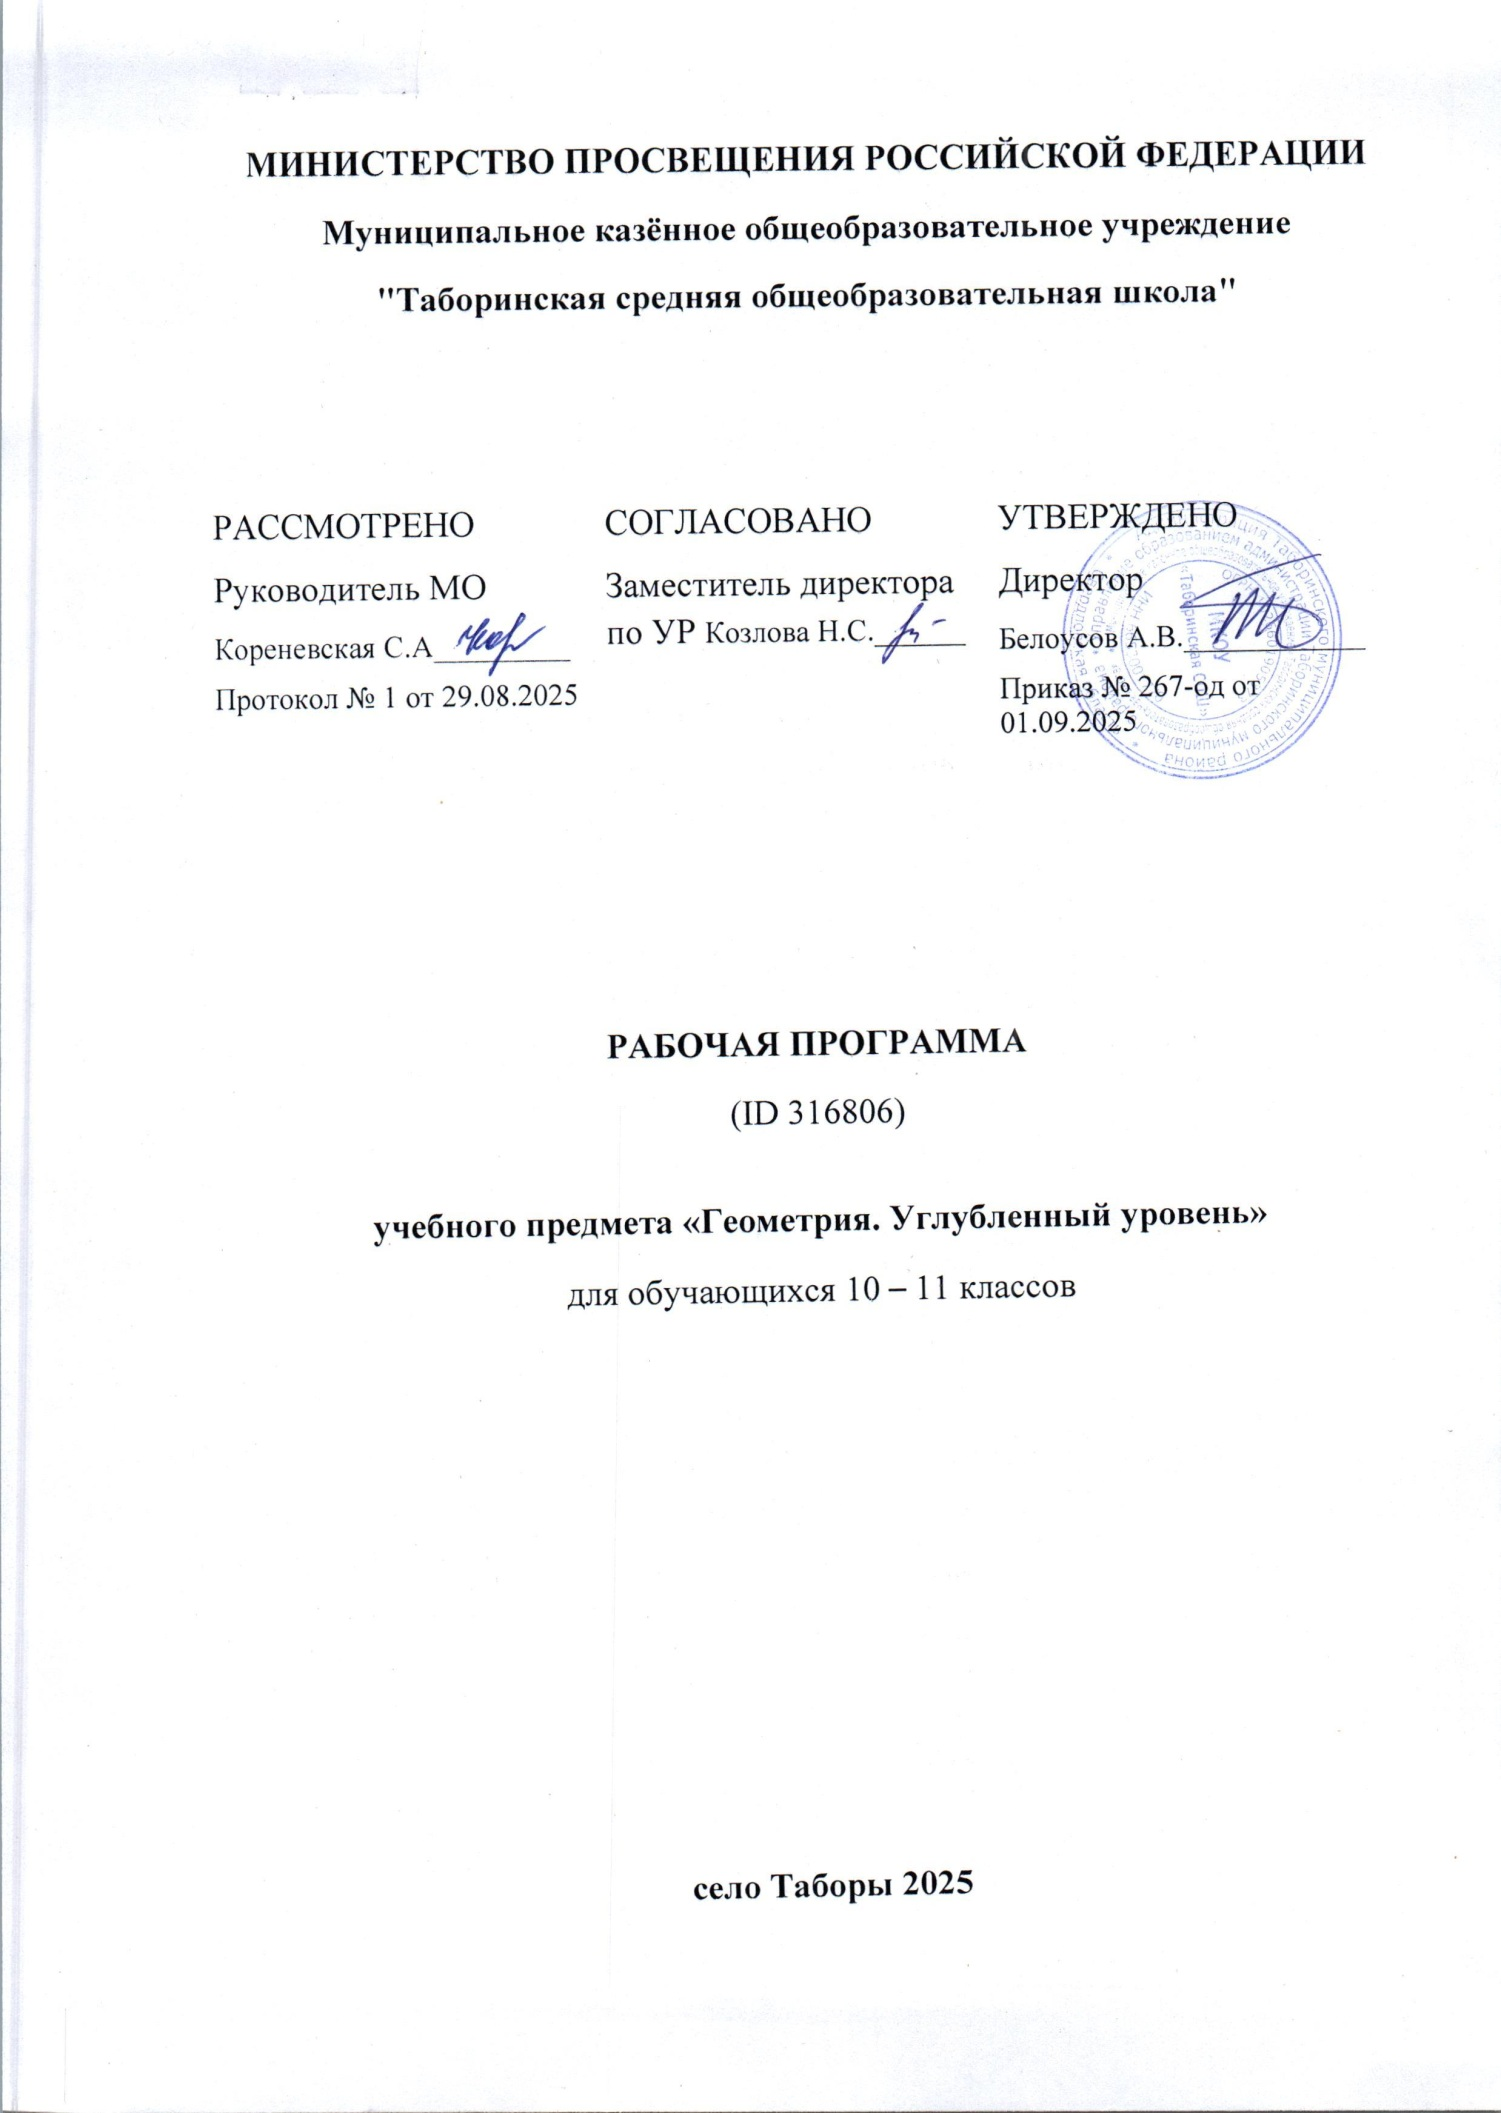 МИНИСТЕРСТВО ПРОСВЕЩЕНИЯ РОССИЙСКОЙ ФЕДЕРАЦИИ
Муниципальное казённое общеобразовательное учреждение
"Таборинская средняя общеобразовательная школа"
РАССМОТРЕНО
Руководитель МО
Кореневская С.А
Протокол № 1 от 29.08.2025
СОГЛАСОВАНО
Заместитель директора
по УР Козлова Н.С.
УТВЕРЖДЕНО
Директор
Белоусов А.В.
Приказ № 267-од от
01.09.2025
РАБОЧАЯ ПРОГРАММА
(ID 316806)
учебного предмета «Геометрия. Углубленный уровень»
для обучающихся 10 – 11 классов
село Таборы 2025